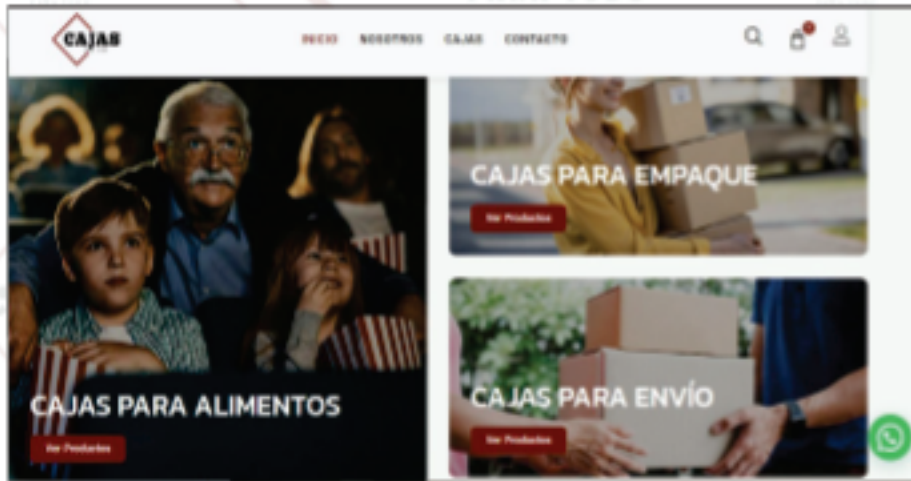 CAJAS
INICIO NOSOTROS CAJAS CONTACTO
CAJAS PARA EMPAQUE
Ver Productos
CAJAS PARA ALIMENTOS
Ver Productos
CAJAS PARA ENVÍO
Ver Productos